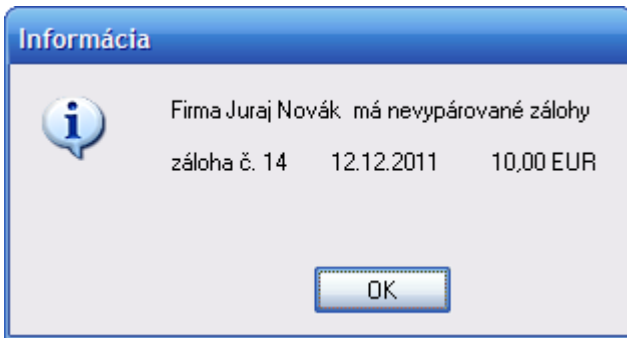 Informácia
Firma Juraj Novák má nevypárované zálohy
záloha č. 14 12.12.2011 10,00 EUR
OK